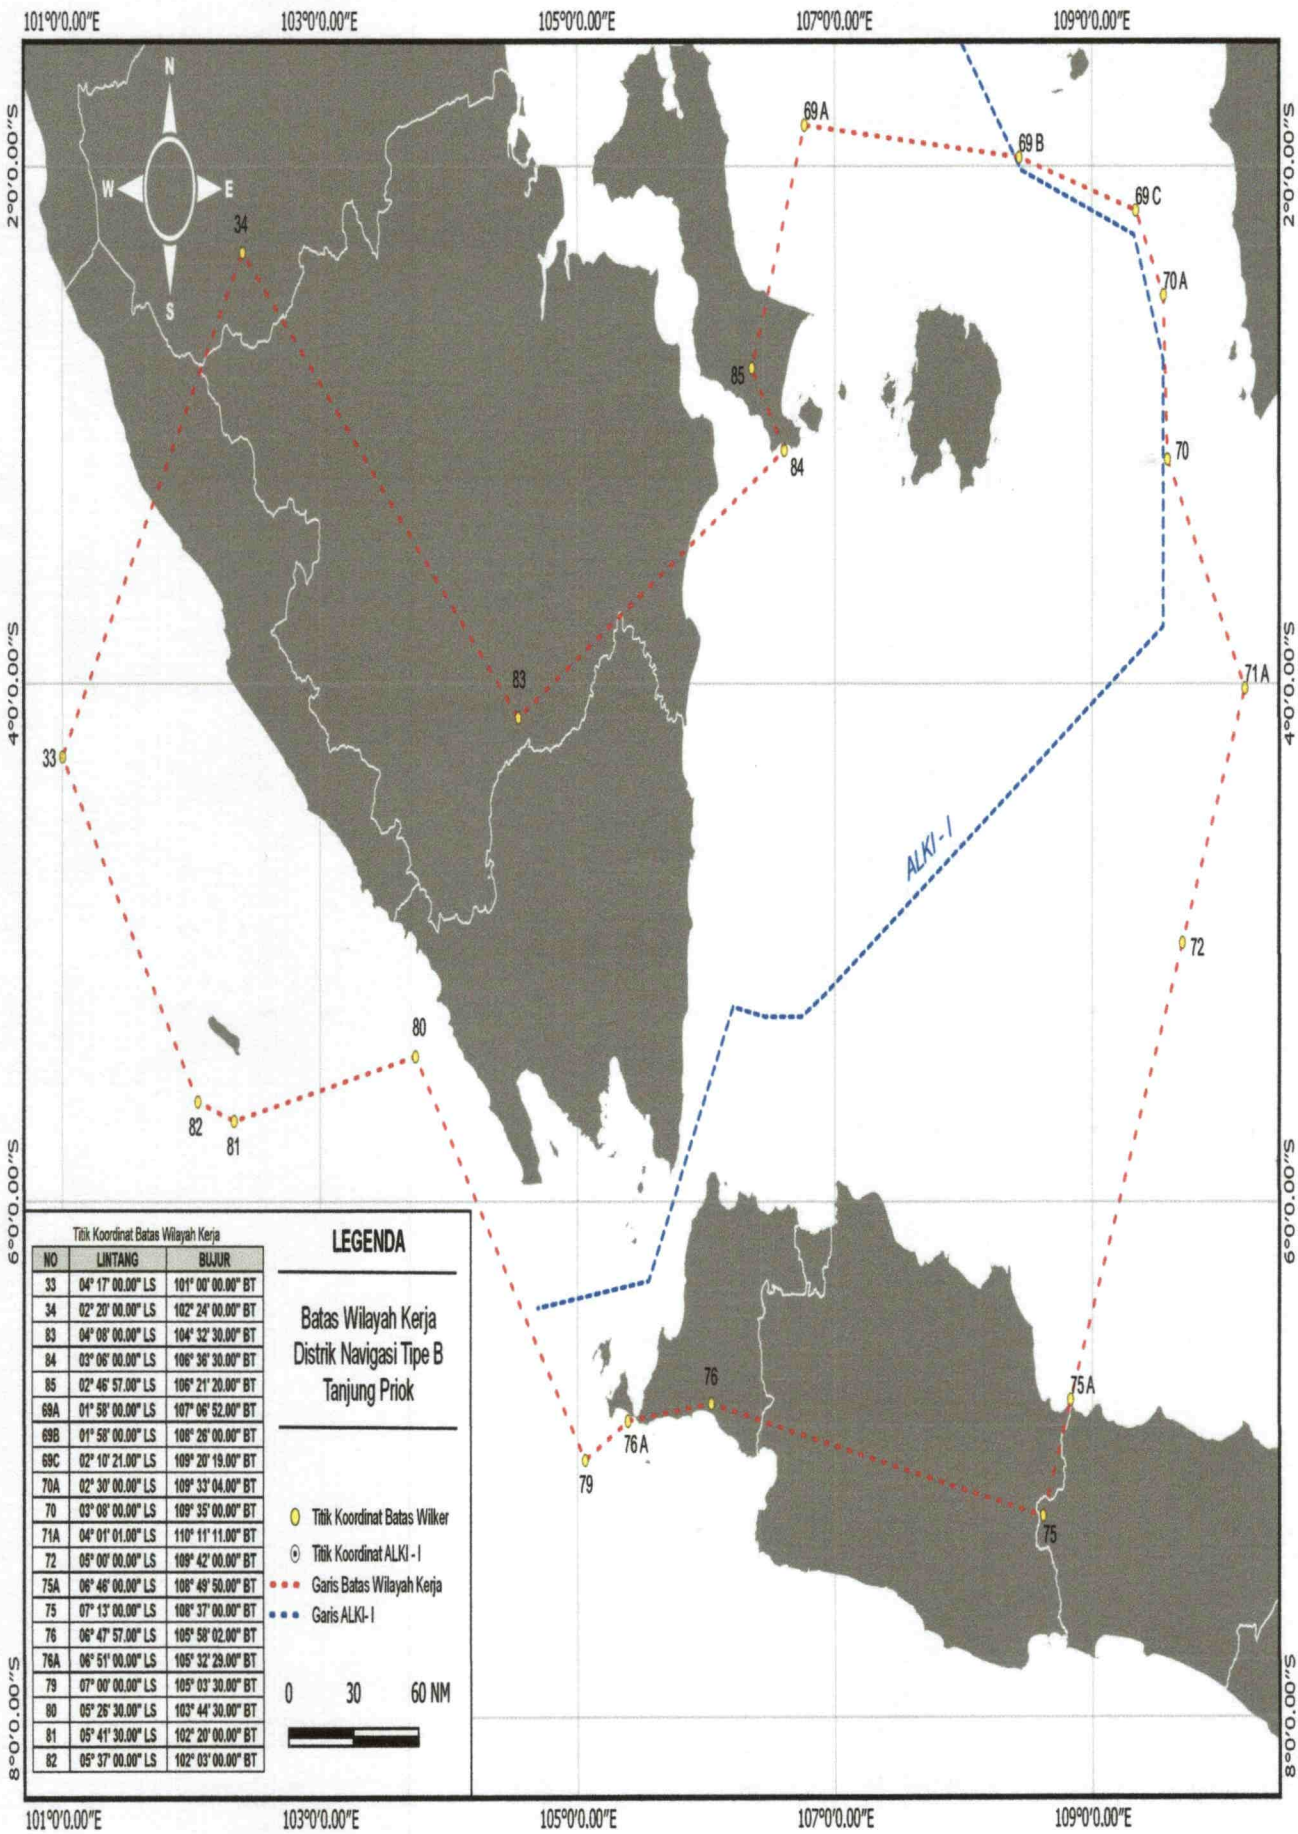 101°0'0.00"E 103°0'0.00"E 105°0'0.00"E 107°0'0.00"E 109°0'0.00"E
N
W E
S
2°0'0.00"S 2°0'0.00"S
69 A
69 B
69 C
34
70 A
85
84
70
4°0'0.00"S 4°0'0.00"S
83
71 A
33
ALKI - I
72
80
82
81
6°0'0.00"S 6°0'0.00"S
76
75 A
76 A
79
75
8°0'0.00"S 8°0'0.00"S
Titik Koordinat Batas Wilayah Kerja
NO LINTANG BUJUR
33 04° 17' 00.00" LS 101° 00' 00.00" BT
34 02° 20' 00.00" LS 102° 24' 00.00" BT
83 04° 08' 00.00" LS 104° 32' 30.00" BT
84 03° 06' 00.00" LS 106° 36' 30.00" BT
85 02° 46' 57.00" LS 106° 21' 20.00" BT
69A 01° 58' 00.00" LS 107° 06' 52.00" BT
69B 01° 58' 00.00" LS 108° 26' 00.00" BT
69C 02° 10' 21.00" LS 109° 20' 19.00" BT
70A 02° 30' 00.00" LS 109° 33' 04.00" BT
70 03° 08' 00.00" LS 109° 35' 00.00" BT
71A 04° 01' 01.00" LS 110° 11' 11.00" BT
72 05° 00' 00.00" LS 109° 42' 00.00" BT
75A 06° 46' 00.00" LS 108° 49' 50.00" BT
75 07° 13' 00.00" LS 108° 37' 00.00" BT
76 06° 47' 57.00" LS 105° 58' 02.00" BT
76A 06° 51' 00.00" LS 105° 32' 29.00" BT
79 07° 00' 00.00" LS 105° 03' 30.00" BT
80 05° 26' 30.00" LS 103° 44' 30.00" BT
81 05° 41' 30.00" LS 102° 20' 00.00" BT
82 05° 37' 00.00" LS 102° 03' 00.00" BT
LEGENDA
Batas Wilayah Kerja
Distrik Navigasi Tipe B
Tanjung Priok
Titik Koordinat Batas Wilker
Titik Koordinat ALKI - I
Garis Batas Wilayah Kerja
Garis ALKI- I
0 30 60 NM
101°0'0.00"E 103°0'0.00"E 105°0'0.00"E 107°0'0.00"E 109°0'0.00"E